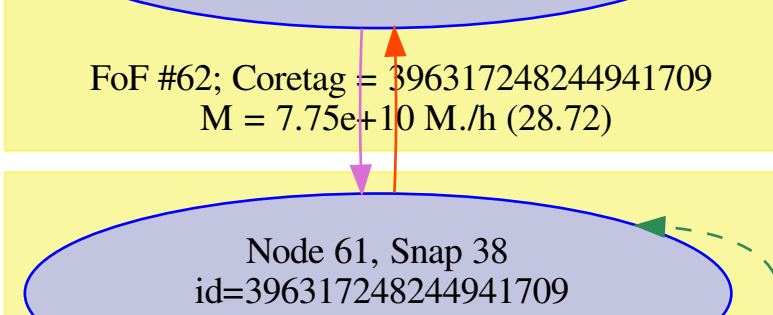 FoF #62; Coretag = 396317248244941709
M = 7.75e+10 M./h (28.72)
Node 61, Snap 38
id=396317248244941709